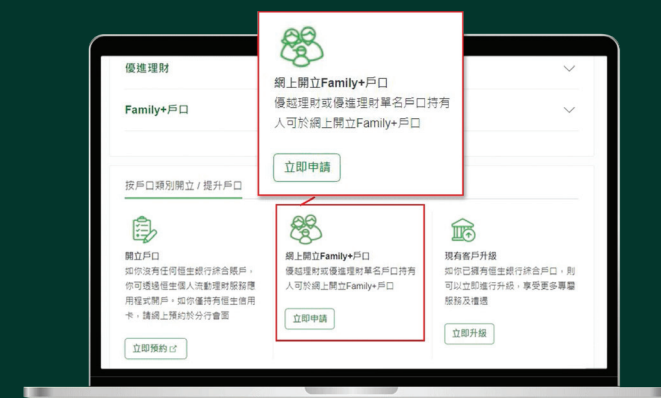 優進理財
Family+戶口
網上開立Family+戶口
優越理財或優進理財單名戶口持有
人可於網上開立Family+戶口
立即申請
按戶口類別開立 / 提升戶口
開立戶口
如你沒有任何恒生銀行綜合賬戶，
你可透過恒生個人流動理財服務應
用程式開戶。如你僅持有恒生信用
卡，請網上預約於分行會面
立即預約
網上開立Family+戶口
優越理財或優進理財單名戶口持有
人可於網上開立Family+戶口
立即申請
現有客戶升級
如你已擁有恒生銀行綜合戶口，則
可以立即進行升級，享受更多專屬
服務及禮遇
立即升級